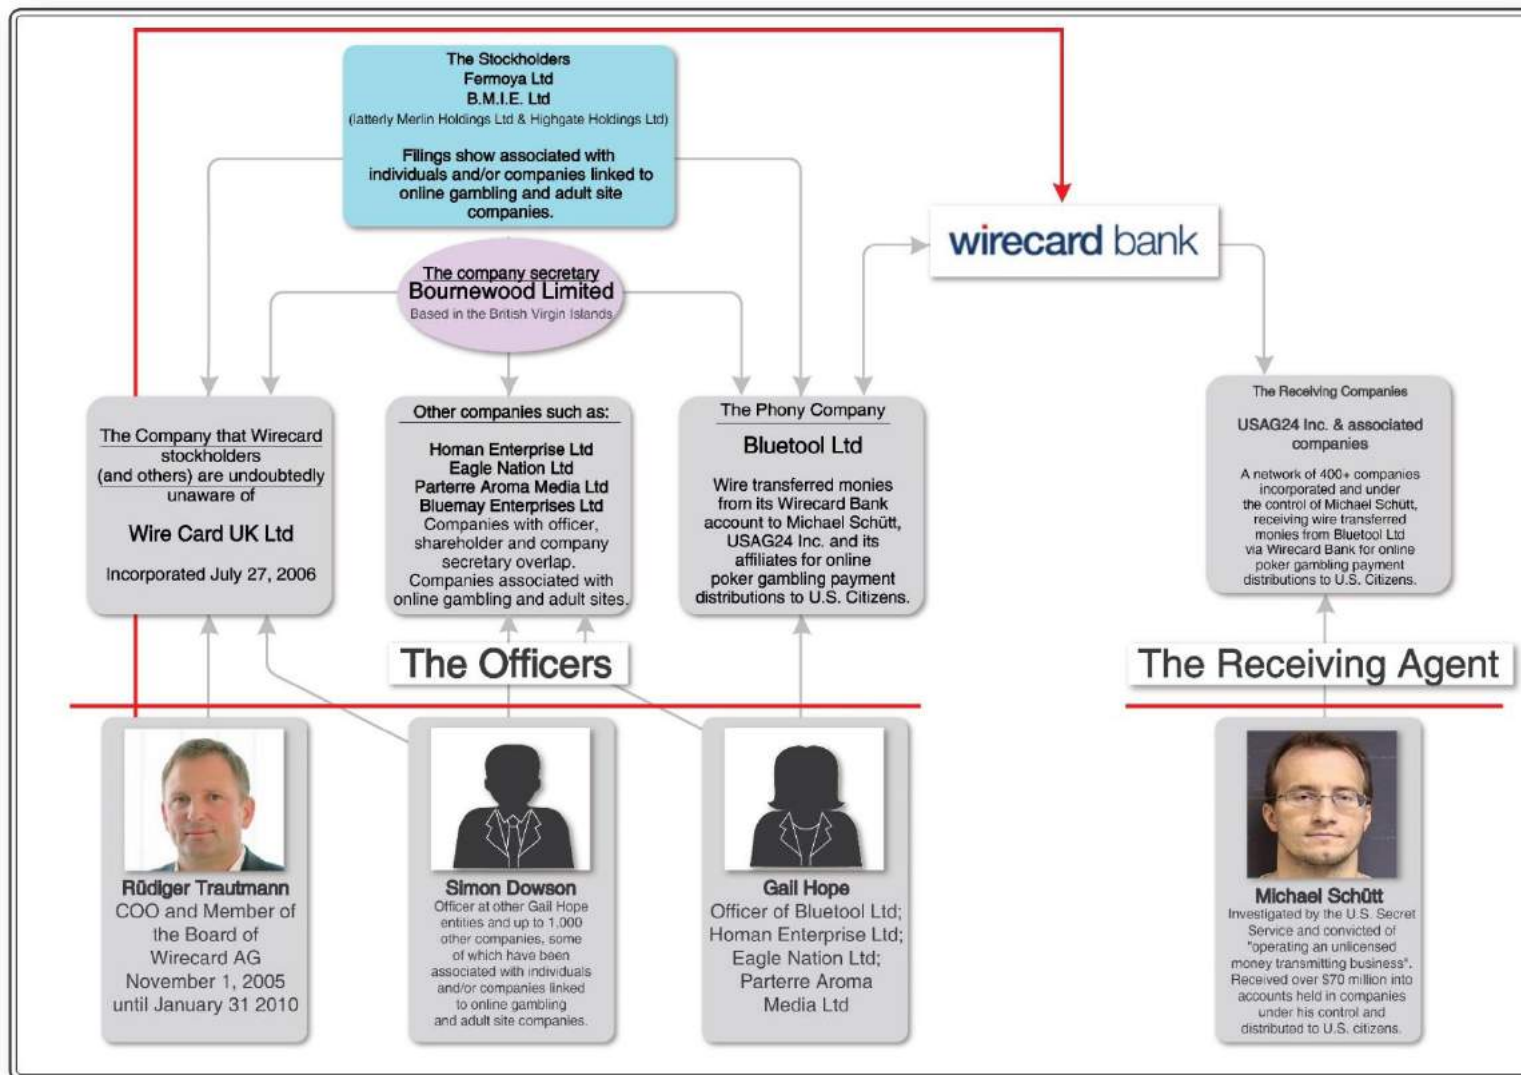 The Stockholders
Fermoya Ltd
B.M.I.E. Ltd
(latterly Merlin Holdings Ltd & Highgate Holdings Ltd)
Filings show associated with
individuals and/or companies linked to
online gambling and adult site
companies.
wirecard bank
The company secretary
Bournewood Limited
Based in the British Virgin Islands
The Company that Wirecard
stockholders
(and others) are undoubtedly
unaware of
Wire Card UK Ltd
Incorporated July 27, 2006
Other companies such as:
Homan Enterprise Ltd
Eagle Nation Ltd
Parterre Aroma Media Ltd
Bluemay Enterprises Ltd
Companies with officer,
shareholder and company
secretary overlap.
Companies associated with
online gambling and adult sites.
The Phony Company
Bluetool Ltd
Wire transferred monies
from its Wirecard Bank
account to Michael Schütt,
USAG24 Inc. and its
affiliates for online
poker gambling payment
distributions to U.S. Citizens.
The Receiving Companies
USAG24 Inc. & associated
companies
A network of 400+ companies
incorporated and under
the control of Michael Schütt,
receiving wire transferred
monies from Bluetool Ltd
via Wirecard Bank for online
poker gambling payment
distributions to U.S. Citizens.
The Officers
The Receiving Agent
Rüdiger Trautmann
COO and Member of
the Board of
Wirecard AG
November 1, 2005
until January 31 2010
Simon Dowson
Officer at other Gail Hope
entities and up to 1,000
other companies, some
of which have been
associated with individuals
and/or companies linked
to online gambling
and adult site companies.
Gail Hope
Officer of Bluetool Ltd;
Homan Enterprise Ltd;
Eagle Nation Ltd;
Parterre Aroma
Media Ltd
Michael Schütt
Investigated by the U.S. Secret
Service and convicted of
"operating an unlicensed
money transmitting business".
Received over $70 million into
accounts held in companies
under his control and
distributed to U.S. citizens.